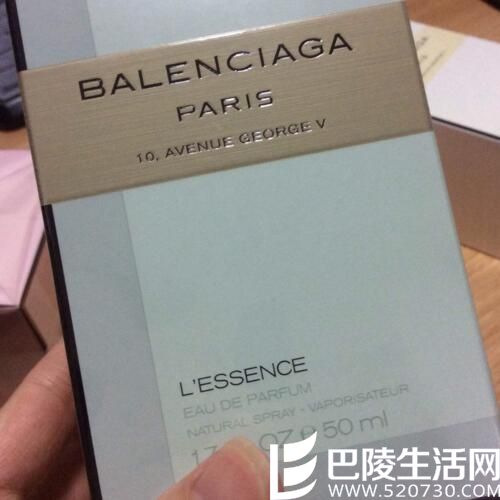 BALENCIAGA
PARIS
10, AVENUE GEORGE V
L'ESSENCE
EAU DE PARFUM
NATURAL SPRAY - VAPORISATEUR
OZ ℮ 50 ml
巴陵生活网
www.520730.com